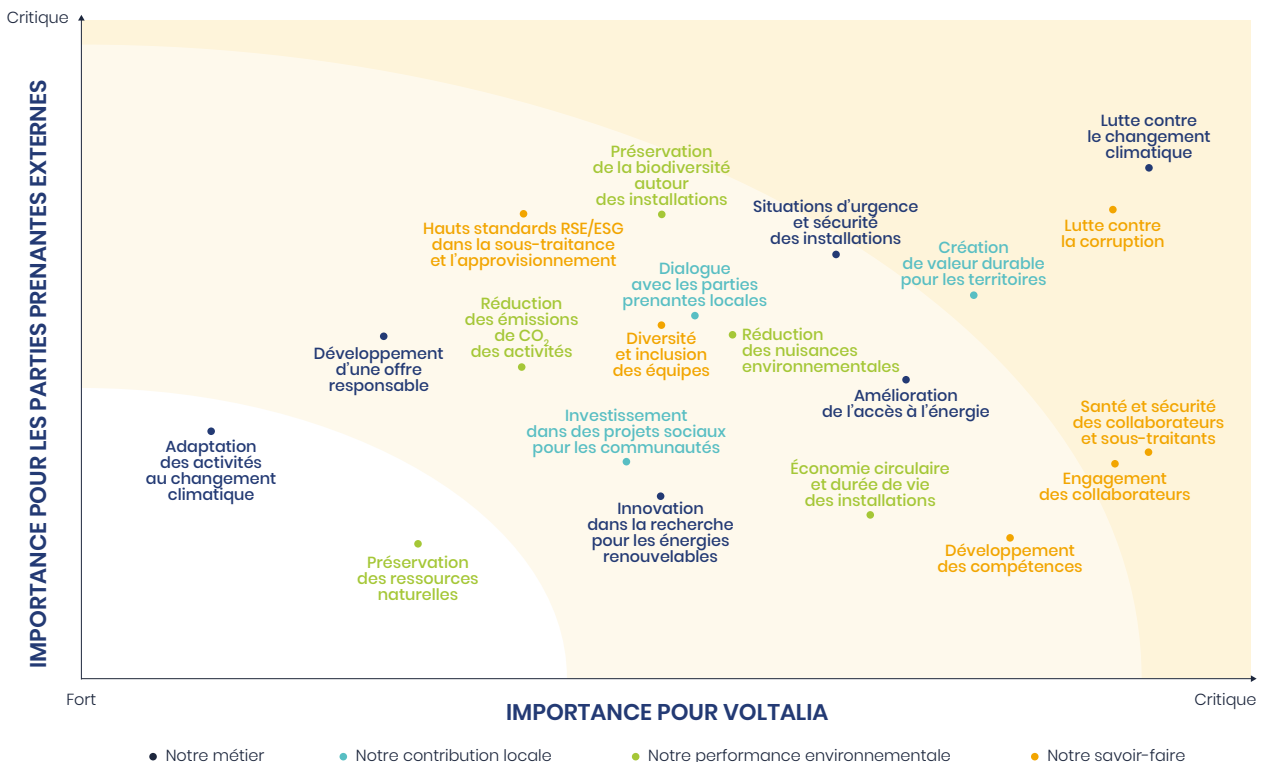 Critique
IMPORTANCE POUR LES PARTIES PRENANTES EXTERNES
Lutte contre
le changement
climatique
Préservation
de la biodiversité
autour
des installations
Situations d'urgence
et sécurité
des installations
Hauts standards RSE/ESG
dans la sous-traitance
et l'approvisionnement
Lutte contre
la corruption
Création
de valeur durable
pour les territoires
Dialogue
avec les parties
prenantes locales
Réduction
des émissions
de CO₂
des activités
Diversité
et inclusion
des équipes
Réduction
des nuisances
environnementales
Développement
d'une offre
responsable
Amélioration
de l'accès à l'énergie
Santé et sécurité
des collaborateurs
et sous-traitants
Investissement
dans des projets sociaux
pour les communautés
Adaptation
des activités
au changement
climatique
Économie circulaire
et durée de vie
des installations
Engagement
des collaborateurs
Innovation
dans la recherche
pour les énergies
renouvelables
Développement
des compétences
Préservation
des ressources
naturelles
Fort
Critique
IMPORTANCE POUR VOLTALIA
Notre métier
Notre contribution locale
Notre performance environnementale
Notre savoir-faire